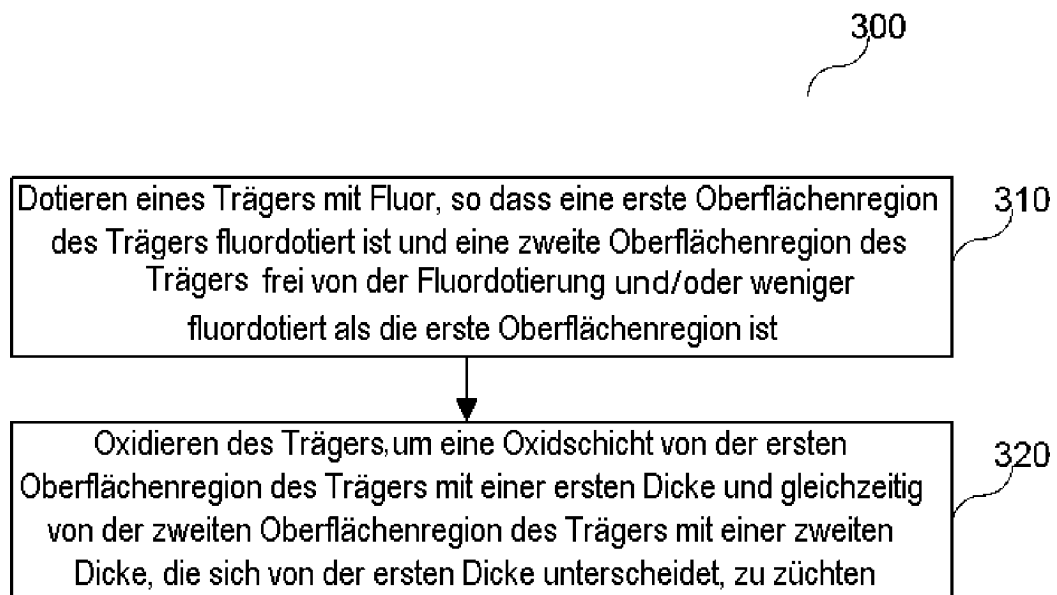 300
Dotieren eines Trägers mit Fluor, so dass eine erste Oberflächenregion
des Trägers fluordotiert ist und eine zweite Oberflächenregion des
Trägers frei von der Fluordotierung und/oder weniger
fluordotiert als die erste Oberflächenregion ist
310
Oxidieren des Trägers, um eine Oxidschicht von der ersten
Oberflächenregion des Trägers mit einer ersten Dicke und gleichzeitig
von der zweiten Oberflächenregion des Trägers mit einer zweiten
Dicke, die sich von der ersten Dicke unterscheidet, zu züchten
320